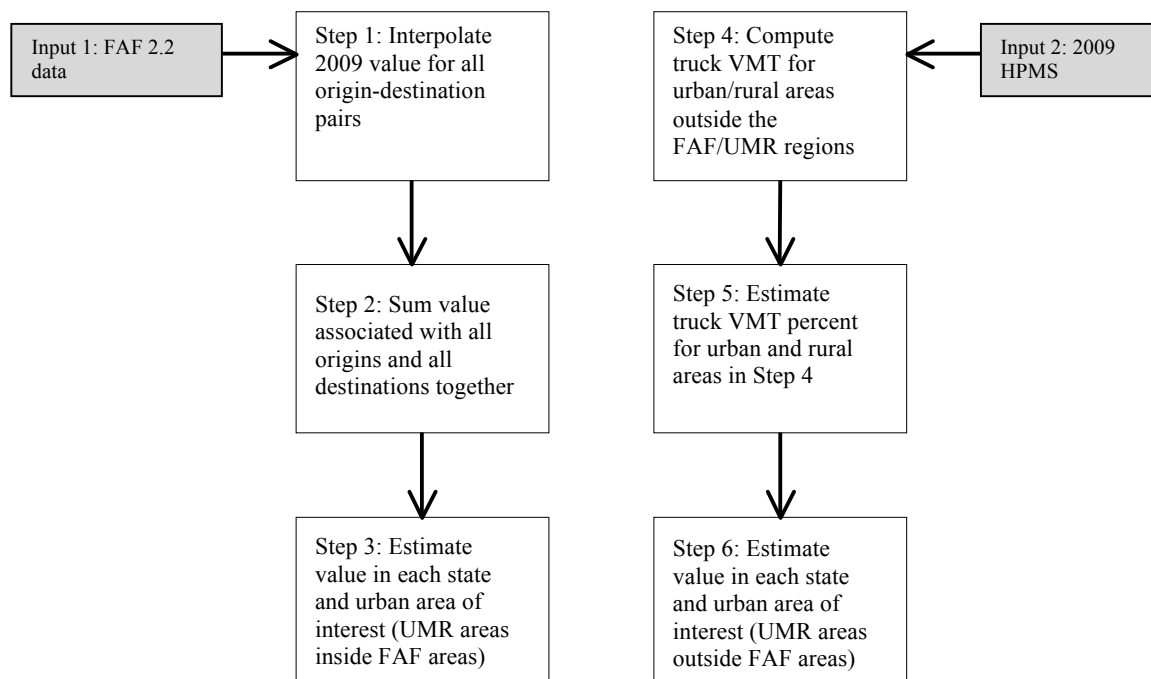 Input 1: FAF 2.2
data
Step 1: Interpolate
2009 value for all
origin-destination
pairs
Step 2: Sum value
associated with all
origins and all
destinations together
Step 3: Estimate
value in each state
and urban area of
interest (UMR areas
inside FAF areas)
Step 4: Compute
truck VMT for
urban/rural areas
outside the
FAF/UMR regions
Input 2: 2009
HPMS
Step 5: Estimate
truck VMT percent
for urban and rural
areas in Step 4
Step 6: Estimate
value in each state
and urban area of
interest (UMR areas
outside FAF areas)